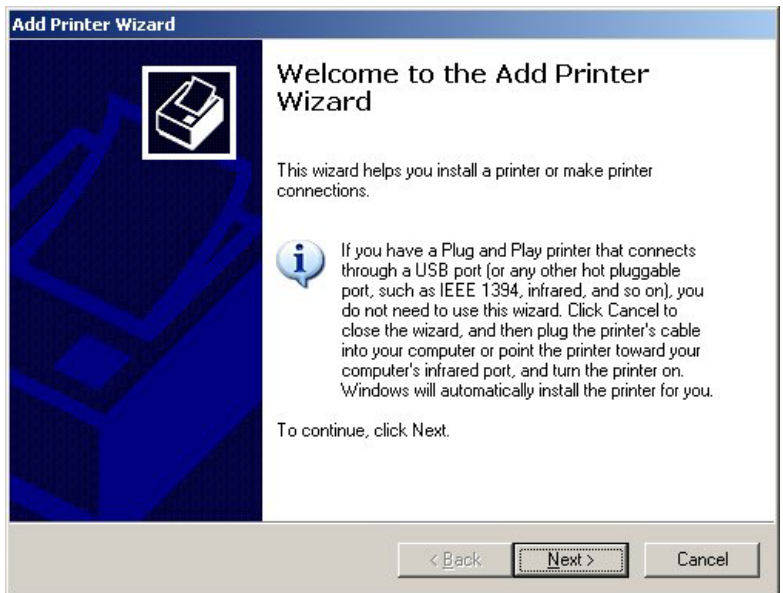 Add Printer Wizard
Welcome to the Add Printer
Wizard
This wizard helps you install a printer or make printer
connections.
If you have a Plug and Play printer that connects
through a USB port (or any other hot pluggable
port, such as IEEE 1394, infrared, and so on), you
do not need to use this wizard. Click Cancel to
close the wizard, and then plug the printer's cable
into your computer or point the printer toward your
computer's infrared port, and turn the printer on.
Windows will automatically install the printer for you.
To continue, click Next.
< Back
Next >
Cancel